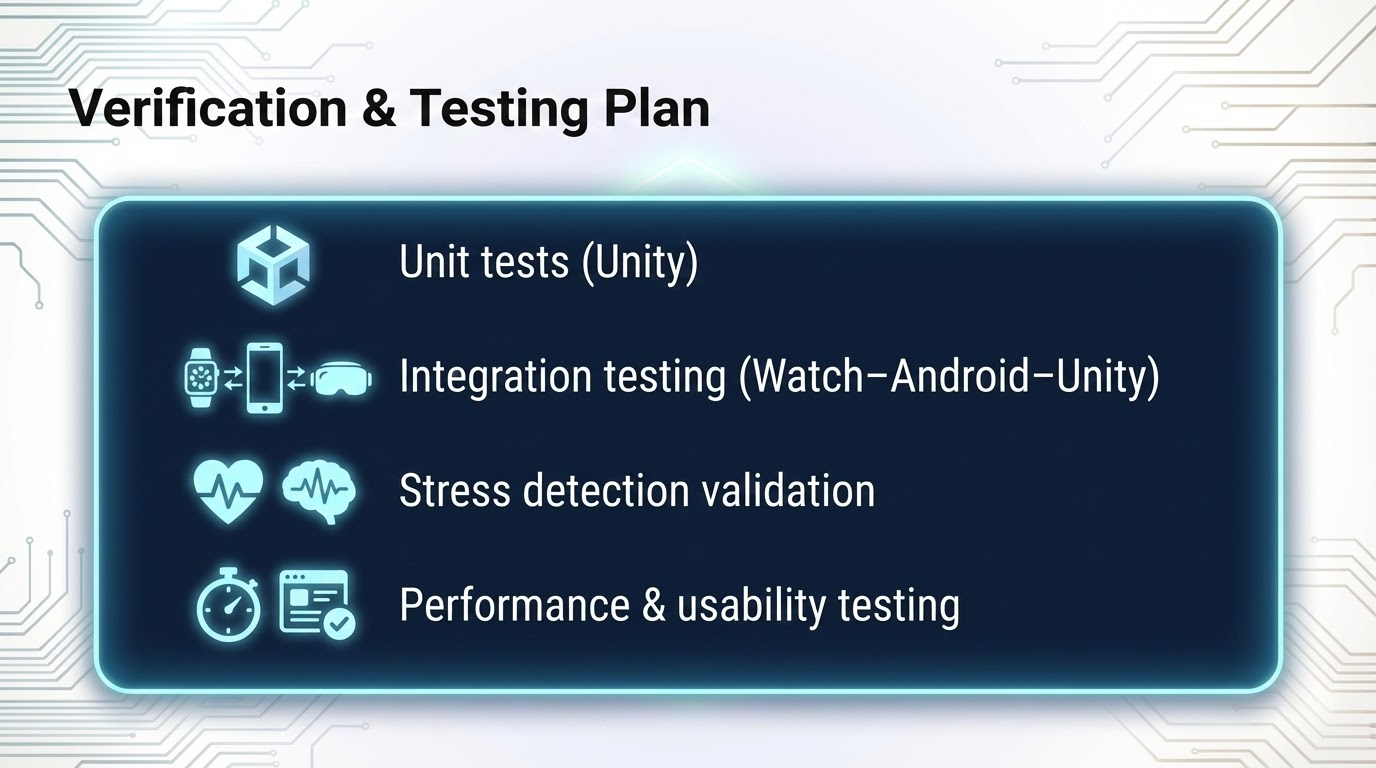 Verification & Testing Plan
Unit tests (Unity)
Integration testing (Watch–Android–Unity)
Stress detection validation
Performance & usability testing